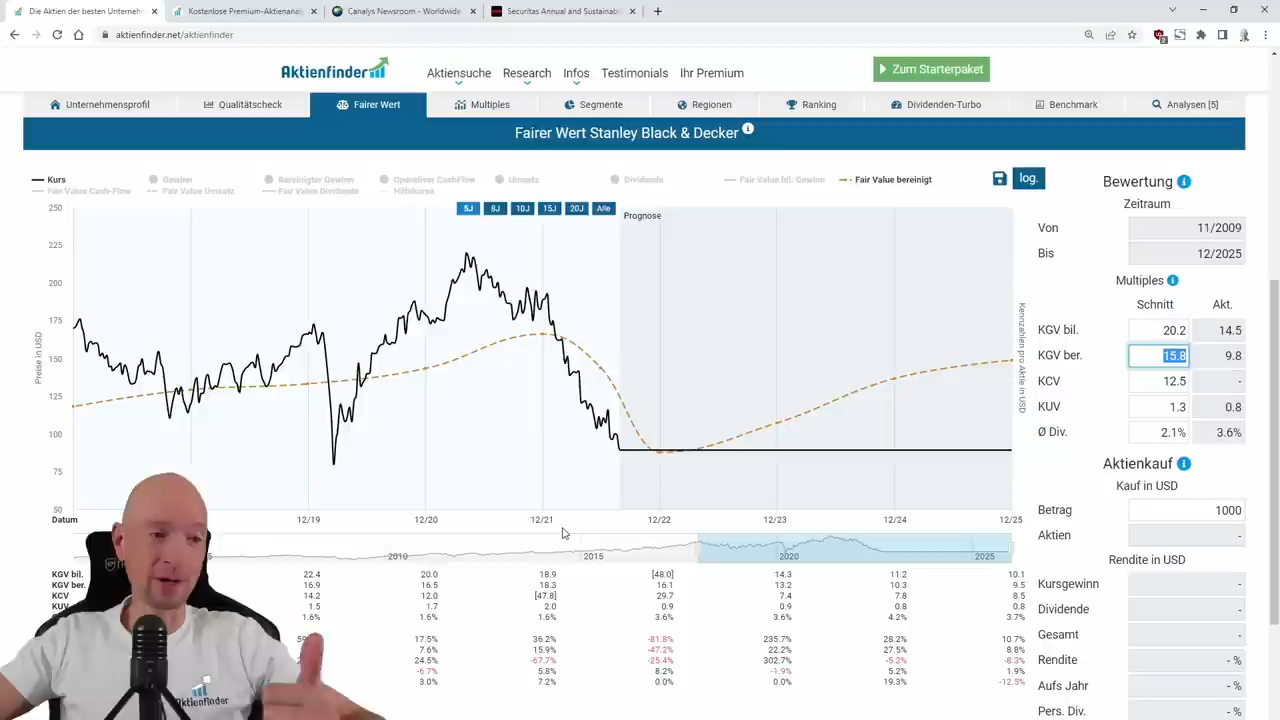 Die Aktien der besten Unterneh
Kostenlose Premium-Aktienanal
Canalys Newsroom - Worldwide
Securitas Annual and Sustainabi
aktienfinder.net/aktienfinder
Aktienfinder
Aktiensuche
Research
Infos
Testimonials
Ihr Premium
Zum Starterpaket
Unternehmensprofil
Qualitätscheck
Fairer Wert
Multiples
Segmente
Regionen
Ranking
Dividenden-Turbo
Benchmark
Analysen [5]
Fairer Wert Stanley Black & Decker
Kurs
Gewinn
Bereinigter Gewinn
Operativer CashFlow
Umsatz
Dividende
Fair Value bil. Gewinn
Fair Value bereinigt
Fair Value Cash-Flow
Fair Value Umsatz
Fair Value Dividende
Hilfskurse
log.
5J 8J 10J 15J 20J Alle
Prognose
250
225
200
175
150
125
100
75
50
Preise in USD
Kennzahlen pro Aktie in USD
Datum 12/19 12/20 12/21 12/22 12/23 12/24 12/25
2010 2015 2020 2025
KGV bil. 22.4 20.0 18.9 [48.0] 14.3 11.2 10.1
KGV ber. 16.9 16.5 18.3 16.1 13.2 10.3 9.5
KCV 14.2 12.0 [47.8] 29.7 7.4 7.8 8.5
KUV 1.5 1.7 2.0 0.9 0.9 0.8 0.8
1.6% 1.6% 1.6% 3.6% 3.6% 4.2% 3.7%
17.5% 36.2% -81.8% 235.7% 28.2% 10.7%
7.6% 15.9% -47.2% 22.2% 27.5% 8.8%
24.5% -67.7% -25.4% 302.7% -5.2% -8.3%
-6.7% 5.8% 8.2% -1.9% 5.2% 1.9%
3.0% 7.2% 0.0% 0.0% 19.3% -12.5%
Bewertung
Zeitraum
Von 11/2009
Bis 12/2025
Multiples
Schnitt Akt.
KGV bil. 20.2 14.5
KGV ber. 15.8 9.8
KCV 12.5 -
KUV 1.3 0.8
Ø Div. 2.1% 3.6%
Aktienkauf
Kauf in USD
Betrag 1000
Aktien -
Rendite in USD
Kursgewinn -
Dividende -
Gesamt -
Rendite - %
Aufs Jahr - %
Pers. Div. - %
Aktienfinder